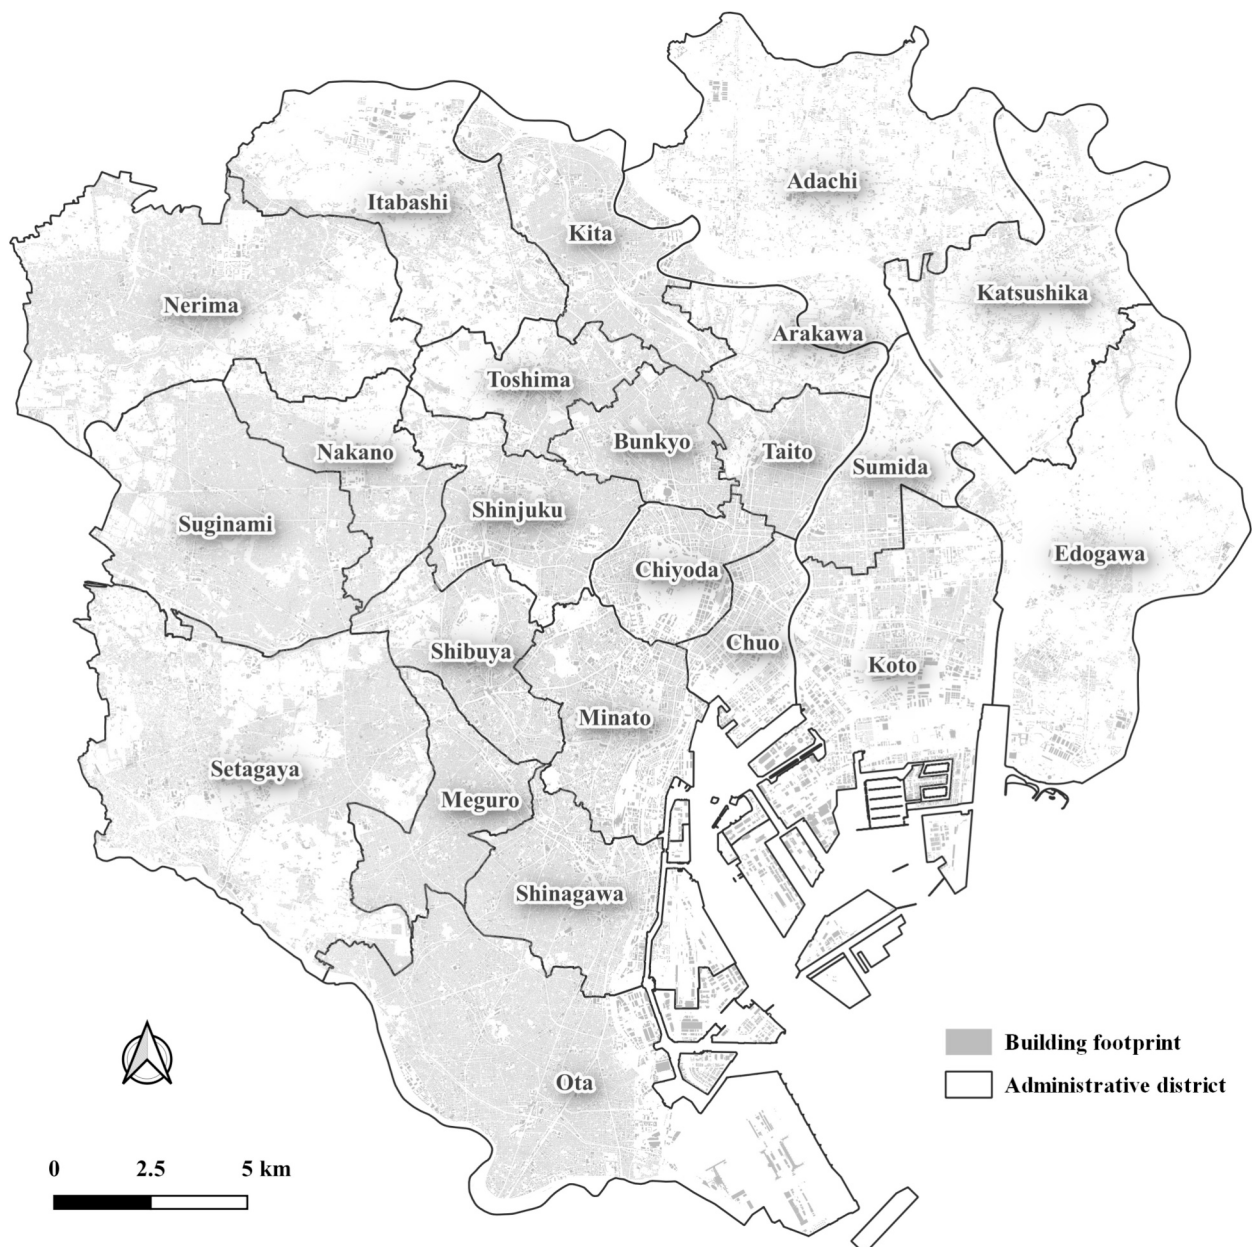 Adachi
Itabashi
Kita
Katsushika
Nerima
Arakawa
Toshima
Bunkyo
Nakano
Taito
Sumida
Shinjuku
Suginami
Edogawa
Chiyoda
Chuo
Shibuya
Koto
Minato
Setagaya
Meguro
Shinagawa
Building footprint
Ota
Administrative district
0 2.5 5 km